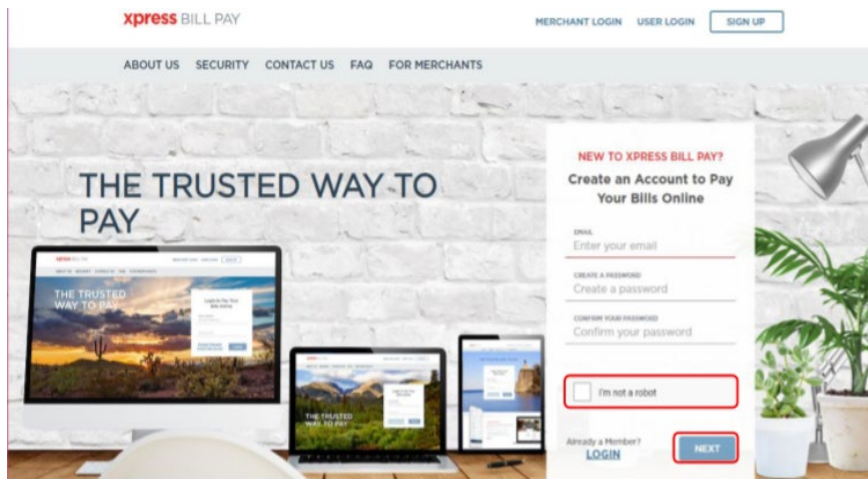 xpress BILL PAY
MERCHANT LOGIN USER LOGIN SIGN UP
ABOUT US SECURITY CONTACT US FAQ FOR MERCHANTS
THE TRUSTED WAY TO
PAY
NEW TO XPRESS BILL PAY?
Create an Account to Pay
Your Bills Online
EMAIL
Enter your email
CREATE A PASSWORD
Create a password
CONFIRM YOUR PASSWORD
Confirm your password
I'm not a robot
Already a Member?
LOGIN
NEXT
THE TRUSTED
WAY TO PAY
THE TRUSTED
WAY TO PAY